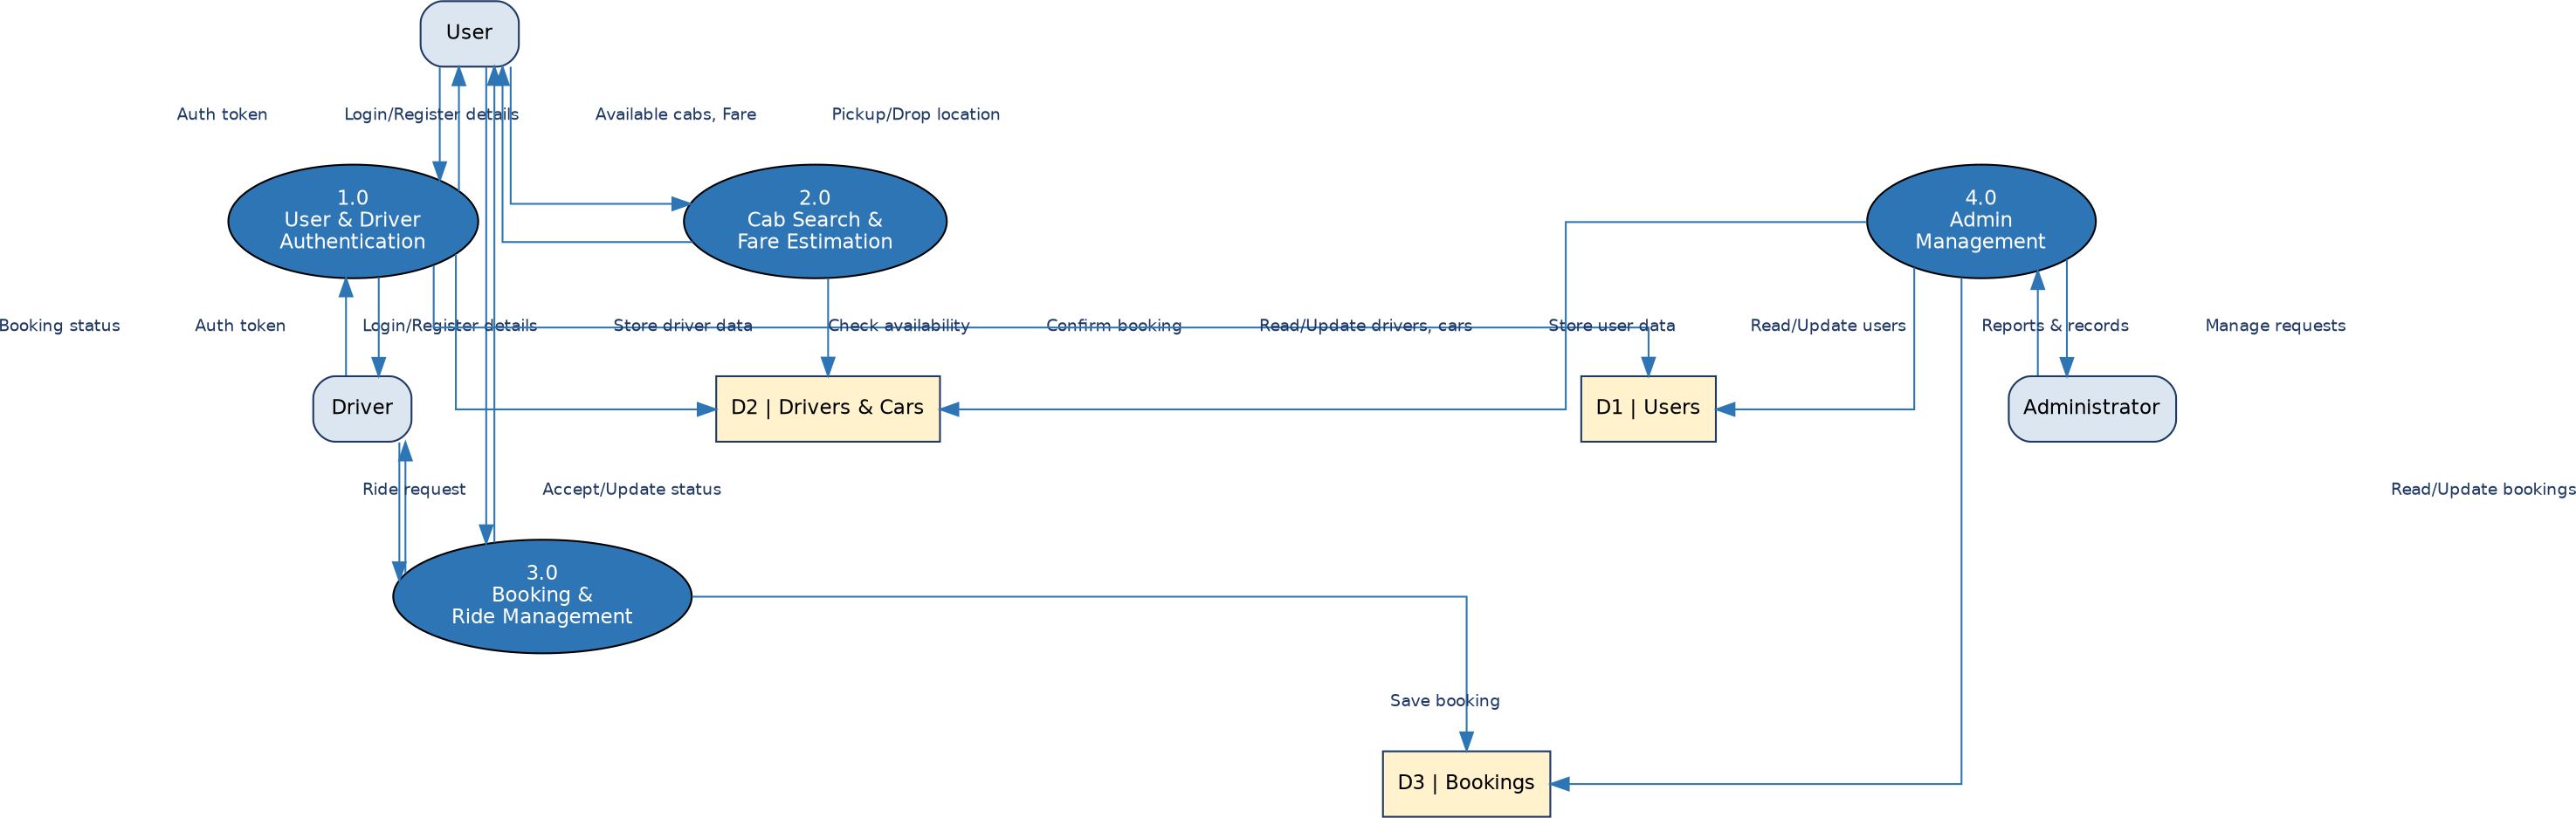 User
Auth token
Login/Register details
Available cabs, Fare
Pickup/Drop location
1.0
User & Driver
Authentication
2.0
Cab Search &
Fare Estimation
4.0
Admin
Management
Booking status
Auth token
Login/Register details
Store driver data
Check availability
Confirm booking
Read/Update drivers, cars
Store user data
Read/Update users
Reports & records
Manage requests
Driver
D2 | Drivers & Cars
D1 | Users
Administrator
Ride request
Accept/Update status
Read/Update bookings
3.0
Booking &
Ride Management
Save booking
D3 | Bookings